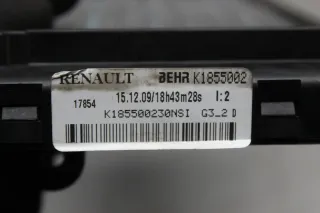 RENAULT BEHR K1855002
17854 15.12.09/18h43m28s I:2
K185500230NSI G3_2 D